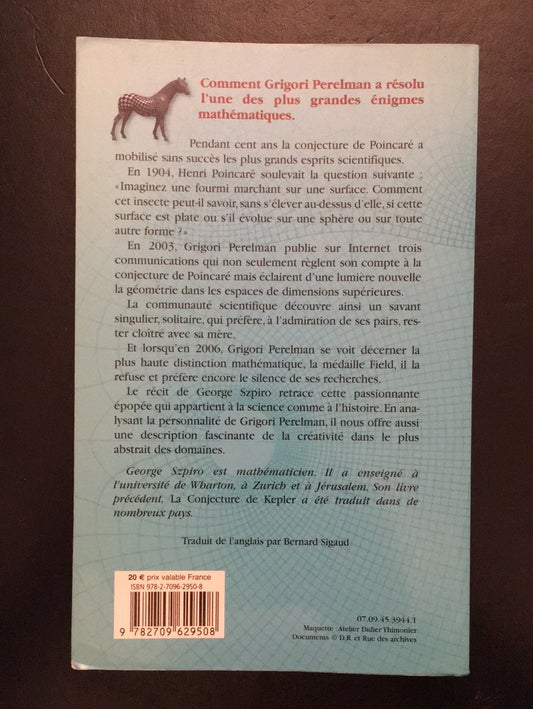 Comment Grigori Perelman a résolu
l'une des plus grandes énigmes
mathématiques.
Pendant cent ans la conjecture de Poincaré a
mobilisé sans succès les plus grands esprits scientifiques.
En 1904, Henri Poincaré soulevait la question suivante :
«Imaginez une fourmi marchant sur une surface. Comment
cet insecte peut-il savoir, sans s'élever au-dessus d'elle, si cette
surface est plate ou s'il évolue sur une sphère ou sur toute
autre forme ?»
En 2003, Grigori Perelman publie sur Internet trois
communications qui non seulement règlent son compte à la
conjecture de Poincaré mais éclairent d'une lumière nouvelle
la géométrie dans les espaces de dimensions supérieures.
La communauté scientifique découvre ainsi un savant
singulier, solitaire, qui préfère, à l'admiration de ses pairs, res-
ter cloîtré avec sa mère.
Et lorsqu'en 2006, Grigori Perelman se voit décerner la
plus haute distinction mathématique, la médaille Field, il la
refuse et préfère encore le silence de ses recherches.
Le récit de George Szpiro retrace cette passionnante
épopée qui appartient à la science comme à l'histoire. En ana-
lysant la personnalité de Grigori Perelman, il nous offre aussi
une description fascinante de la créativité dans le plus
abstrait des domaines.
George Szpiro est mathématicien. Il a enseigné à
l'université de Wharton, à Zurich et à Jérusalem. Son livre
précédent, La Conjecture de Kepler a été traduit dans de
nombreux pays.
Traduit de l'anglais par Bernard Sigaud
20 € prix valable France
ISBN 978-2-7096-2950-8
9 782709 629508
07.09.45.3944.1
Maquette : Atelier Didier Thimonier
Documents © D.R. et Rue des archives